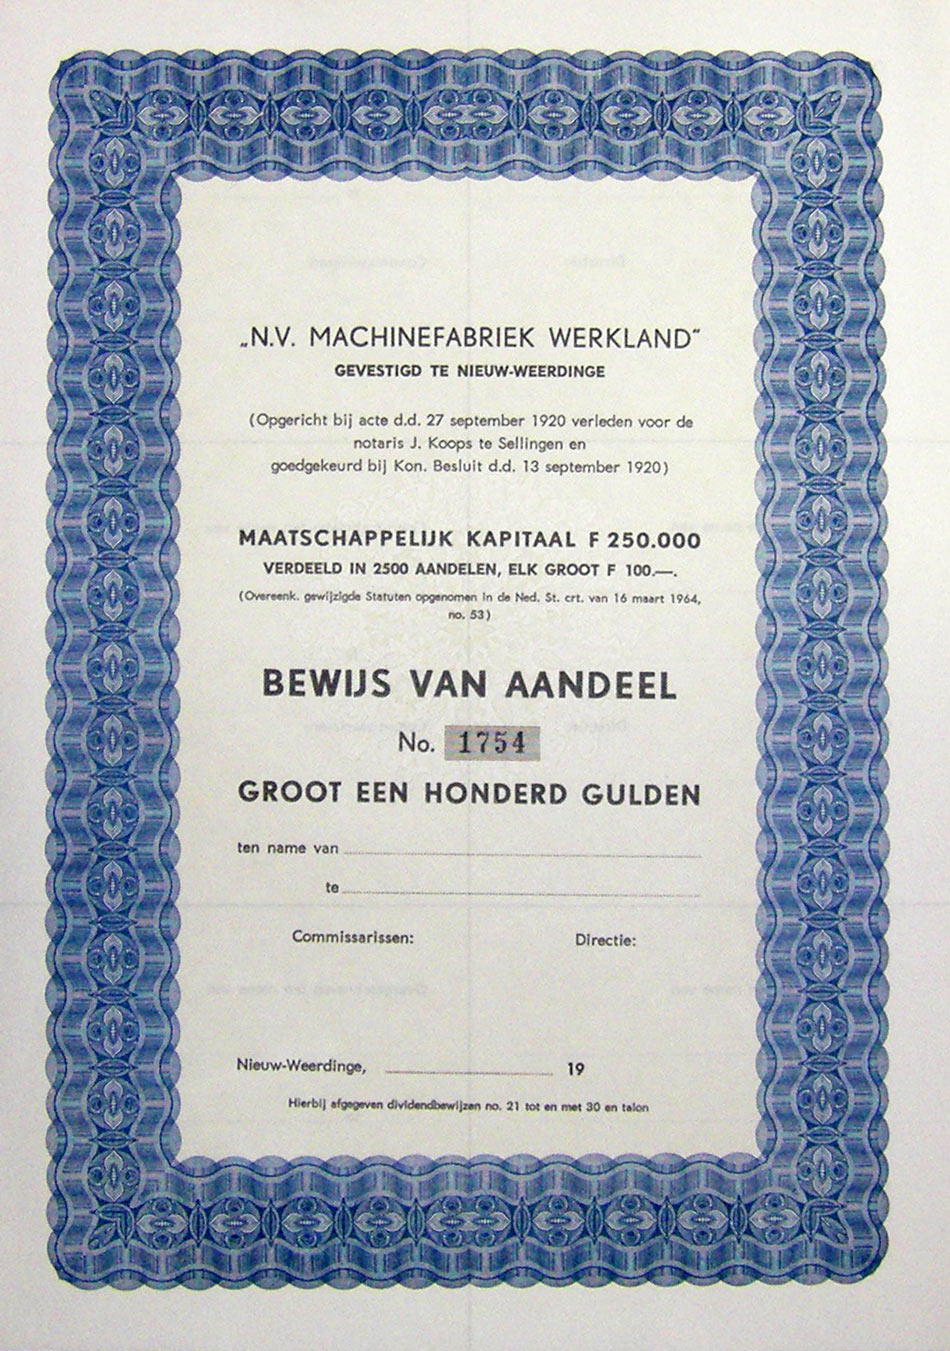 „N.V. MACHINEFABRIEK WERKLAND”
GEVESTIGD TE NIEUW-WEERDINGE
(Opgericht bij acte d.d. 27 september 1920 verleden voor de
notaris J. Koops te Sellingen en
goedgekeurd bij Kon. Besluit d.d. 13 september 1920)
MAATSCHAPPELIJK KAPITAAL F 250.000
VERDEELD IN 2500 AANDELEN, ELK GROOT F 100.—.
(Overeenk. gewijzigde Statuten opgenomen in de Ned. St. crt. van 16 maart 1964,
no. 53)
BEWIJS VAN AANDEEL
No. 1754
GROOT EEN HONDERD GULDEN
ten name van
te
Commissarissen: Directie:
Nieuw-Weerdinge, 19
Hierbij afgegeven dividendbewijzen no. 21 tot en met 30 en talon